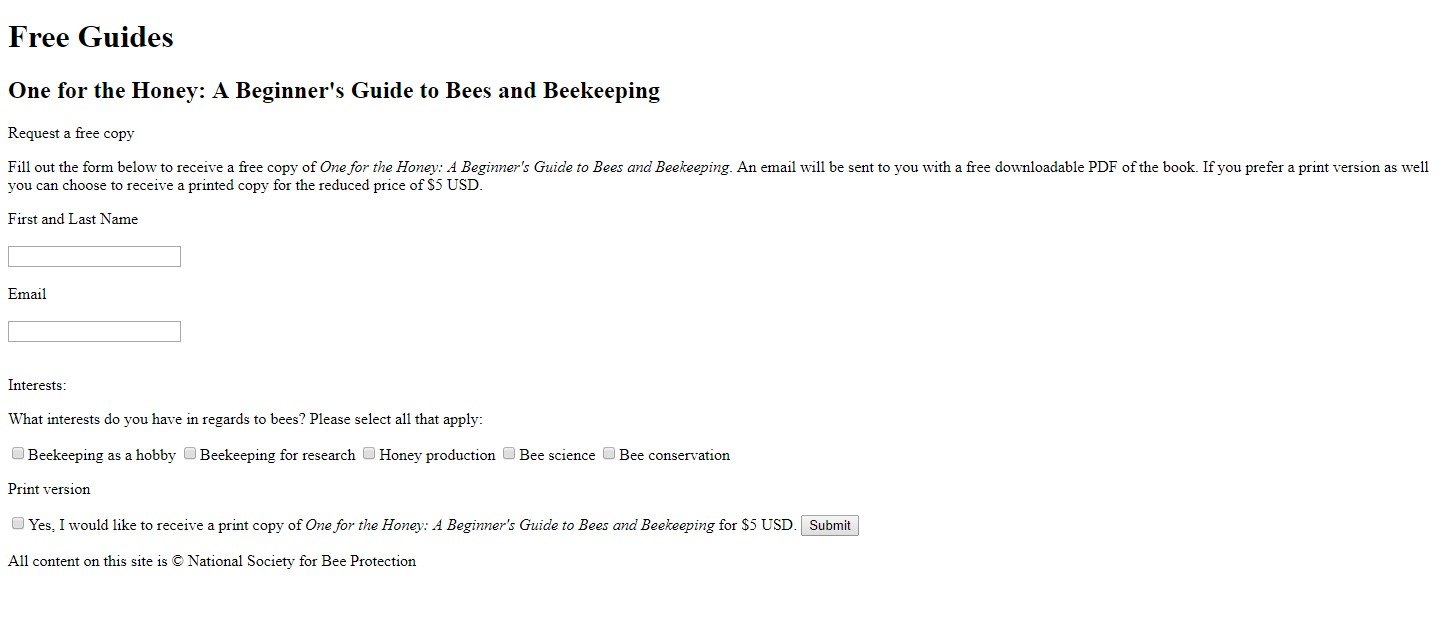 Free Guides
One for the Honey: A Beginner's Guide to Bees and Beekeeping
Request a free copy
Fill out the form below to receive a free copy of One for the Honey: A Beginner's Guide to Bees and Beekeeping. An email will be sent to you with a free downloadable PDF of the book. If you prefer a print version as well
you can choose to receive a printed copy for the reduced price of $5 USD.
First and Last Name
Email
Interests:
What interests do you have in regards to bees? Please select all that apply:
Beekeeping as a hobby Beekeeping for research Honey production Bee science Bee conservation
Print version
Yes, I would like to receive a print copy of One for the Honey: A Beginner's Guide to Bees and Beekeeping for $5 USD. Submit
All content on this site is © National Society for Bee Protection